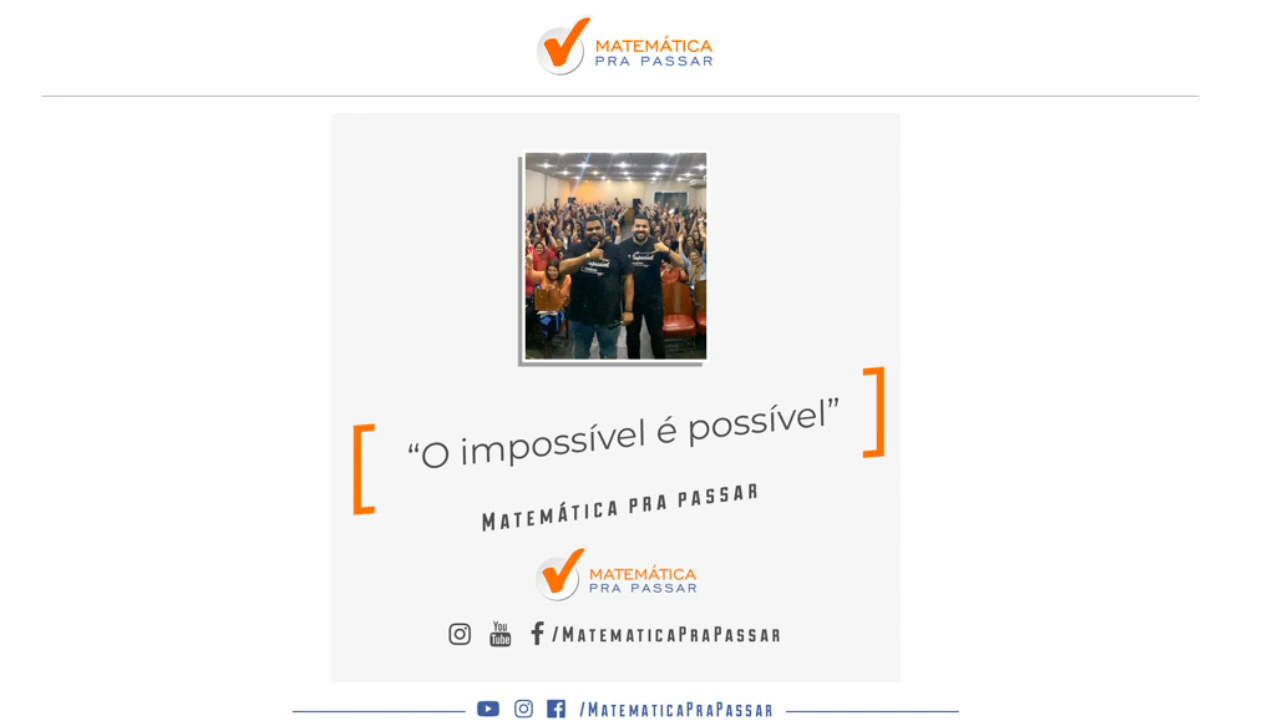 MATEMÁTICA
PRA PASSAR
“O impossível é possível”
MATEMÁTICA PRA PASSAR
MATEMÁTICA
PRA PASSAR
You
Tube
/MATEMATICAPRAPASSAR
/MATEMATICAPRAPASSAR